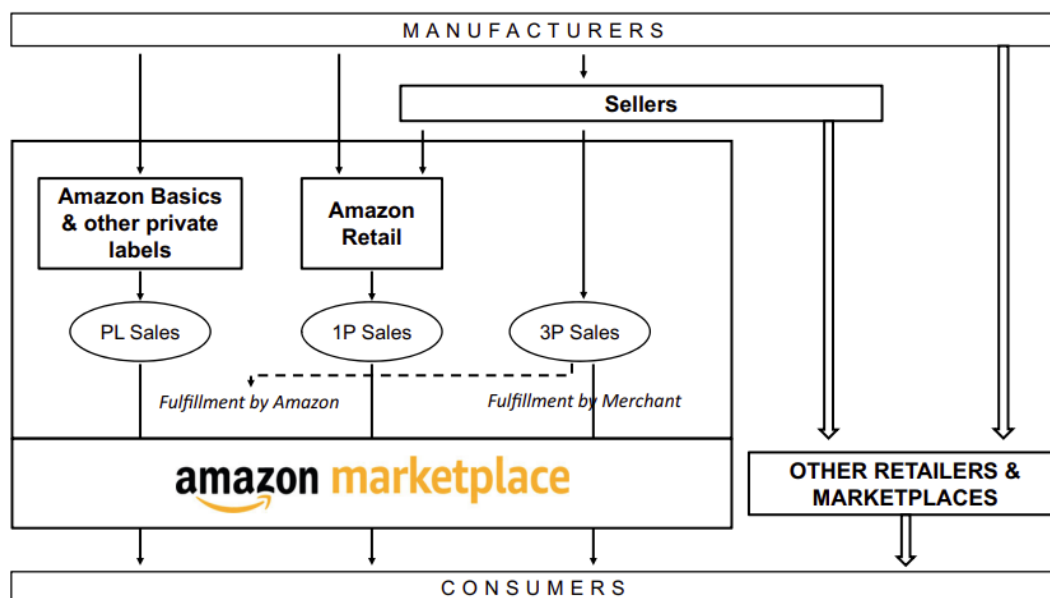 MANUFACTURERS
Sellers
Amazon Basics
& other private
labels
Amazon
Retail
PL Sales
1P Sales
3P Sales
Fulfillment by Amazon
Fulfillment by Merchant
amazon marketplace
OTHER RETAILERS &
MARKETPLACES
CONSUMERS